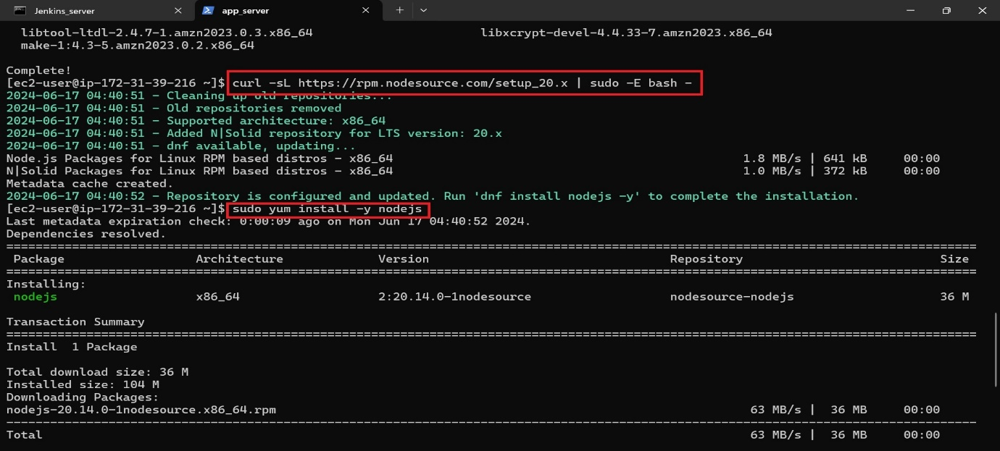 Jenkins_server app_server
libtool-ltdl-2.4.7-1.amzn2023.0.3.x86_64 libxcrypt-devel-4.4.33-7.amzn2023.x86_64
make-1:4.3-5.amzn2023.0.2.x86_64
Complete!
[ec2-user@ip-172-31-39-216 ~]$ curl -sL https://rpm.nodesource.com/setup_20.x | sudo -E bash -
2024-06-17 04:40:51 - Cleaning up old repositories...
2024-06-17 04:40:51 - Old repositories removed
2024-06-17 04:40:51 - Supported architecture: x86_64
2024-06-17 04:40:51 - Added N|Solid repository for LTS version: 20.x
2024-06-17 04:40:51 - dnf available, updating...
Node.js Packages for Linux RPM based distros - x86_64 1.8 MB/s | 641 kB 00:00
N|Solid Packages for Linux RPM based distros - x86_64 1.0 MB/s | 372 kB 00:00
Metadata cache created.
2024-06-17 04:40:52 - Repository is configured and updated. Run 'dnf install nodejs -y' to complete the installation.
[ec2-user@ip-172-31-39-216 ~]$ sudo yum install -y nodejs
Last metadata expiration check: 0:00:09 ago on Mon Jun 17 04:40:52 2024.
Dependencies resolved.
Package Architecture Version Repository Size
Installing:
nodejs x86_64 2:20.14.0-1nodesource nodesource-nodejs 36 M
Transaction Summary
Install 1 Package
Total download size: 36 M
Installed size: 104 M
Downloading Packages:
nodejs-20.14.0-1nodesource.x86_64.rpm 63 MB/s | 36 MB 00:00
Total 63 MB/s | 36 MB 00:00